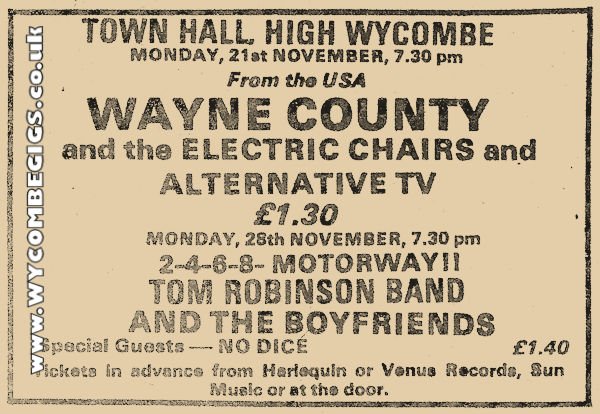 TOWN HALL, HIGH WYCOMBE
MONDAY, 21st NOVEMBER, 7.30 pm
From the USA
WAYNE COUNTY
and the ELECTRIC CHAIRS and
ALTERNATIVE TV
£1.30
MONDAY, 28th NOVEMBER, 7.30 pm
2-4-6-8- MOTORWAY!!
TOM ROBINSON BAND
AND THE BOYFRIENDS
Special Guests — NO DICE £1.40
Tickets in advance from Harlequin or Venus Records, Sun
Music or at the door.
www.WYCOMBEGIGS.co.uk